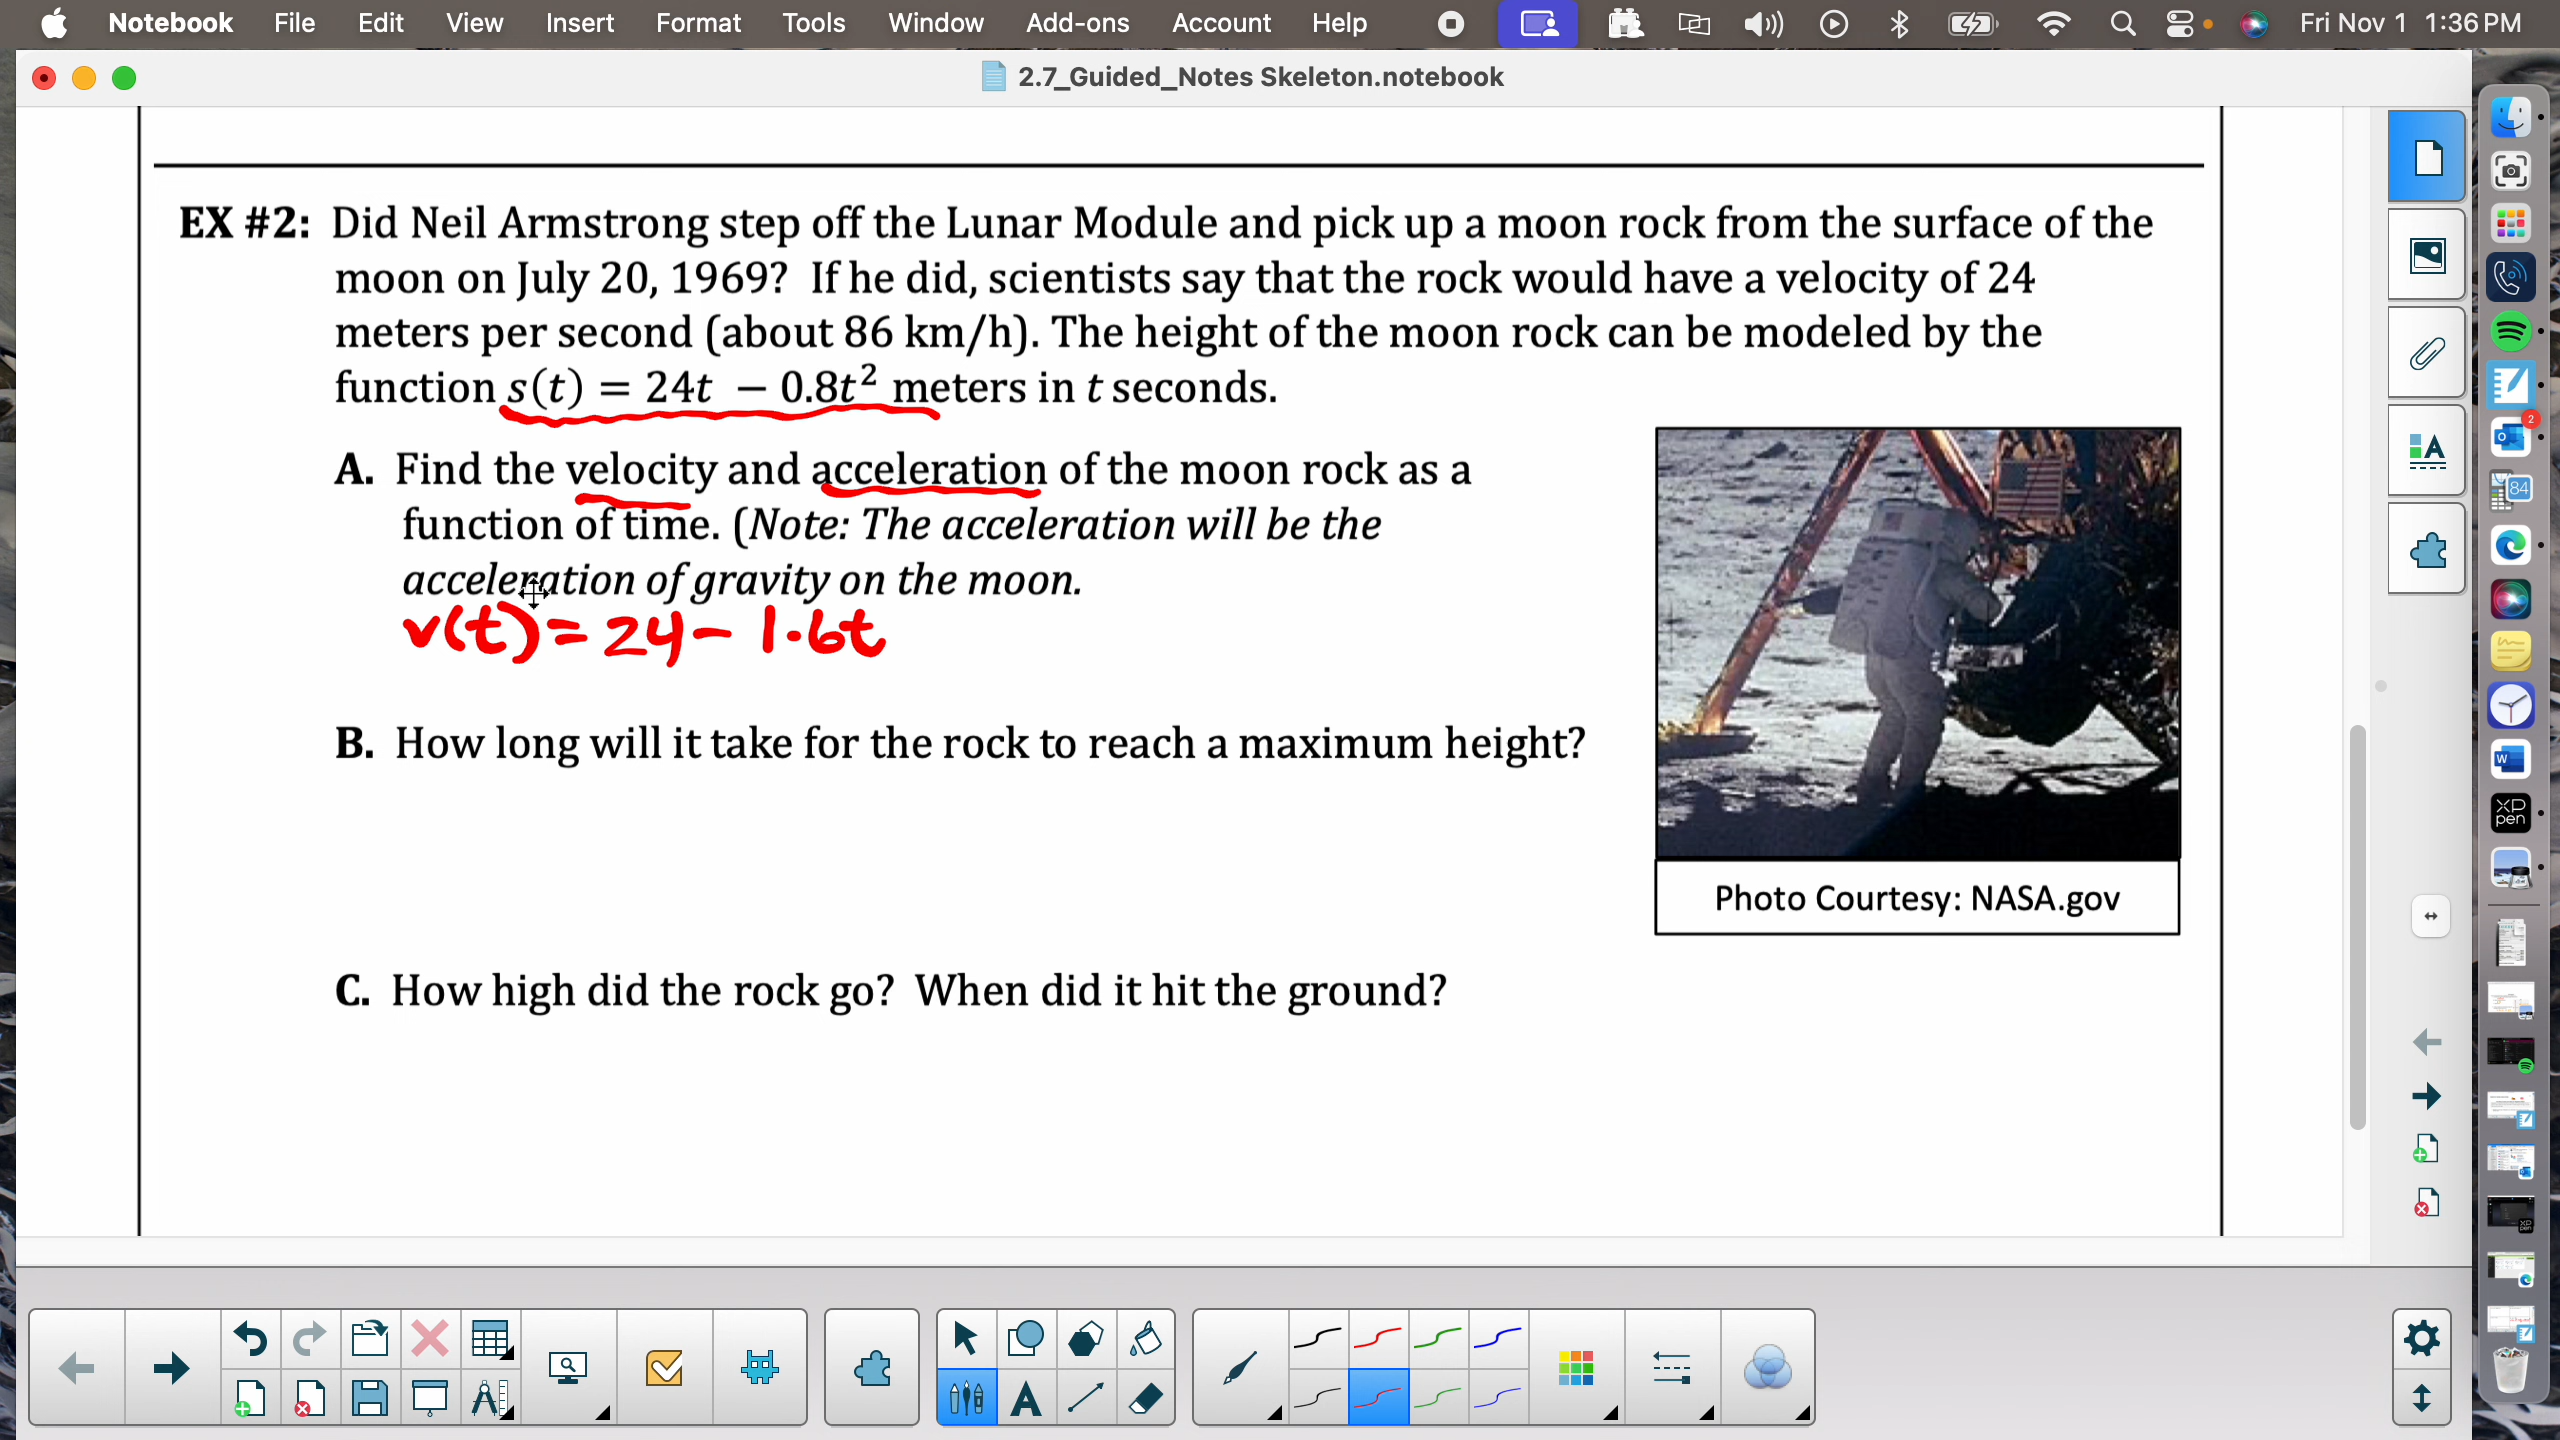 Notebook File Edit View Insert Format Tools Window Add-ons Account Help Fri Nov 1 1:36 PM
2.7_Guided_Notes Skeleton.notebook
EX #2: Did Neil Armstrong step off the Lunar Module and pick up a moon rock from the surface of the
moon on July 20, 1969? If he did, scientists say that the rock would have a velocity of 24
meters per second (about 86 km/h). The height of the moon rock can be modeled by the
function s(t) = 24t − 0.8t² meters in t seconds.
A. Find the velocity and acceleration of the moon rock as a
function of time. (Note: The acceleration will be the
acceleration of gravity on the moon.
v(t) = 24 − 1.6t
B. How long will it take for the rock to reach a maximum height?
Photo Courtesy: NASA.gov
C. How high did the rock go? When did it hit the ground?
A
2
84
W
XP
pen
A